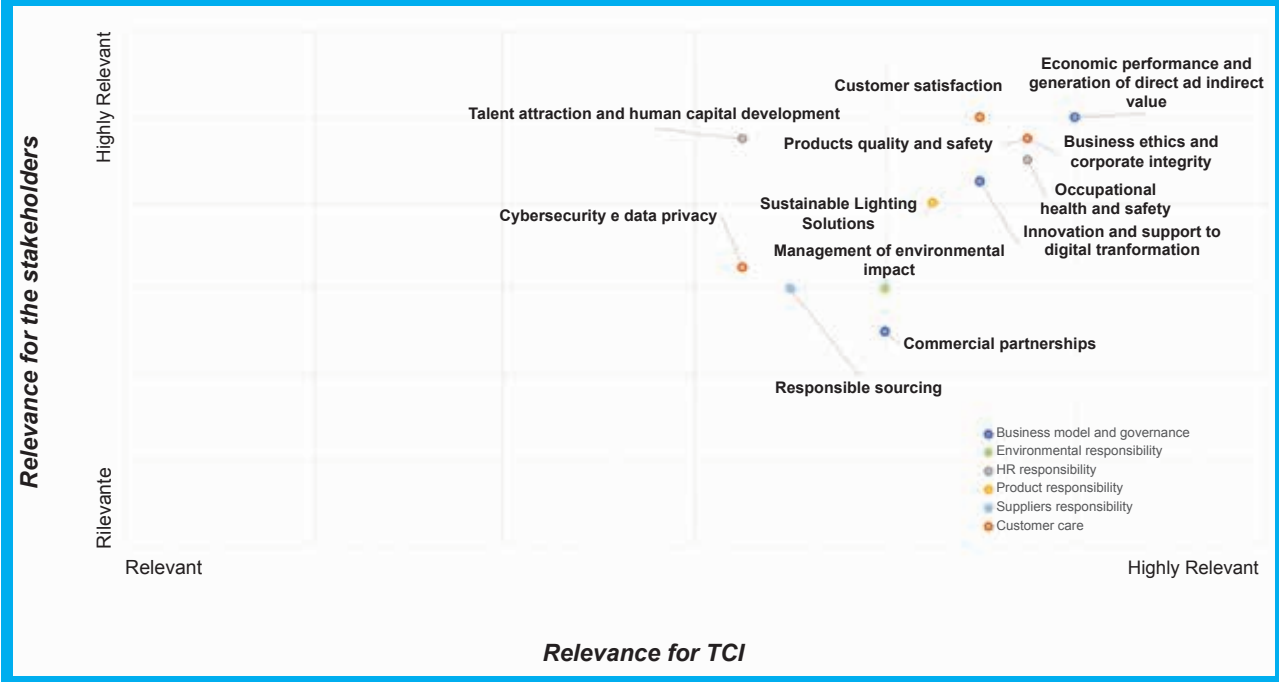 Highly Relevant
Relevance for the stakeholders
Rilevante
Economic performance and
generation of direct ad indirect
value
Customer satisfaction
Talent attraction and human capital development
Products quality and safety
Business ethics and
corporate integrity
Occupational
health and safety
Sustainable Lighting
Solutions
Cybersecurity e data privacy
Innovation and support to
digital tranformation
Management of environmental
impact
Commercial partnerships
Responsible sourcing
Business model and governance
Environmental responsibility
HR responsibility
Product responsibility
Suppliers responsibility
Customer care
Relevant
Highly Relevant
Relevance for TCI